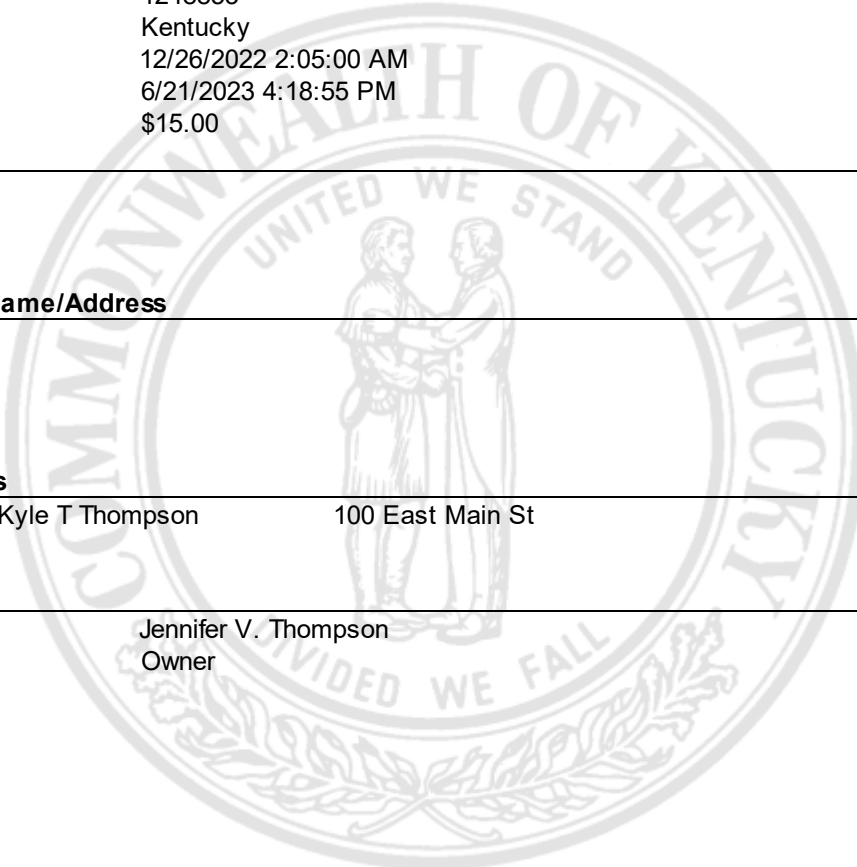 Kentucky
12/26/2022 2:05:00 AM
6/21/2023 4:18:55 PM
$15.00
ame/Address
s
Kyle T Thompson 100 East Main St
Jennifer V. Thompson
Owner
COMMONWEALTH OF KENTUCKY
UNITED WE STAND
DIVIDED WE FALL